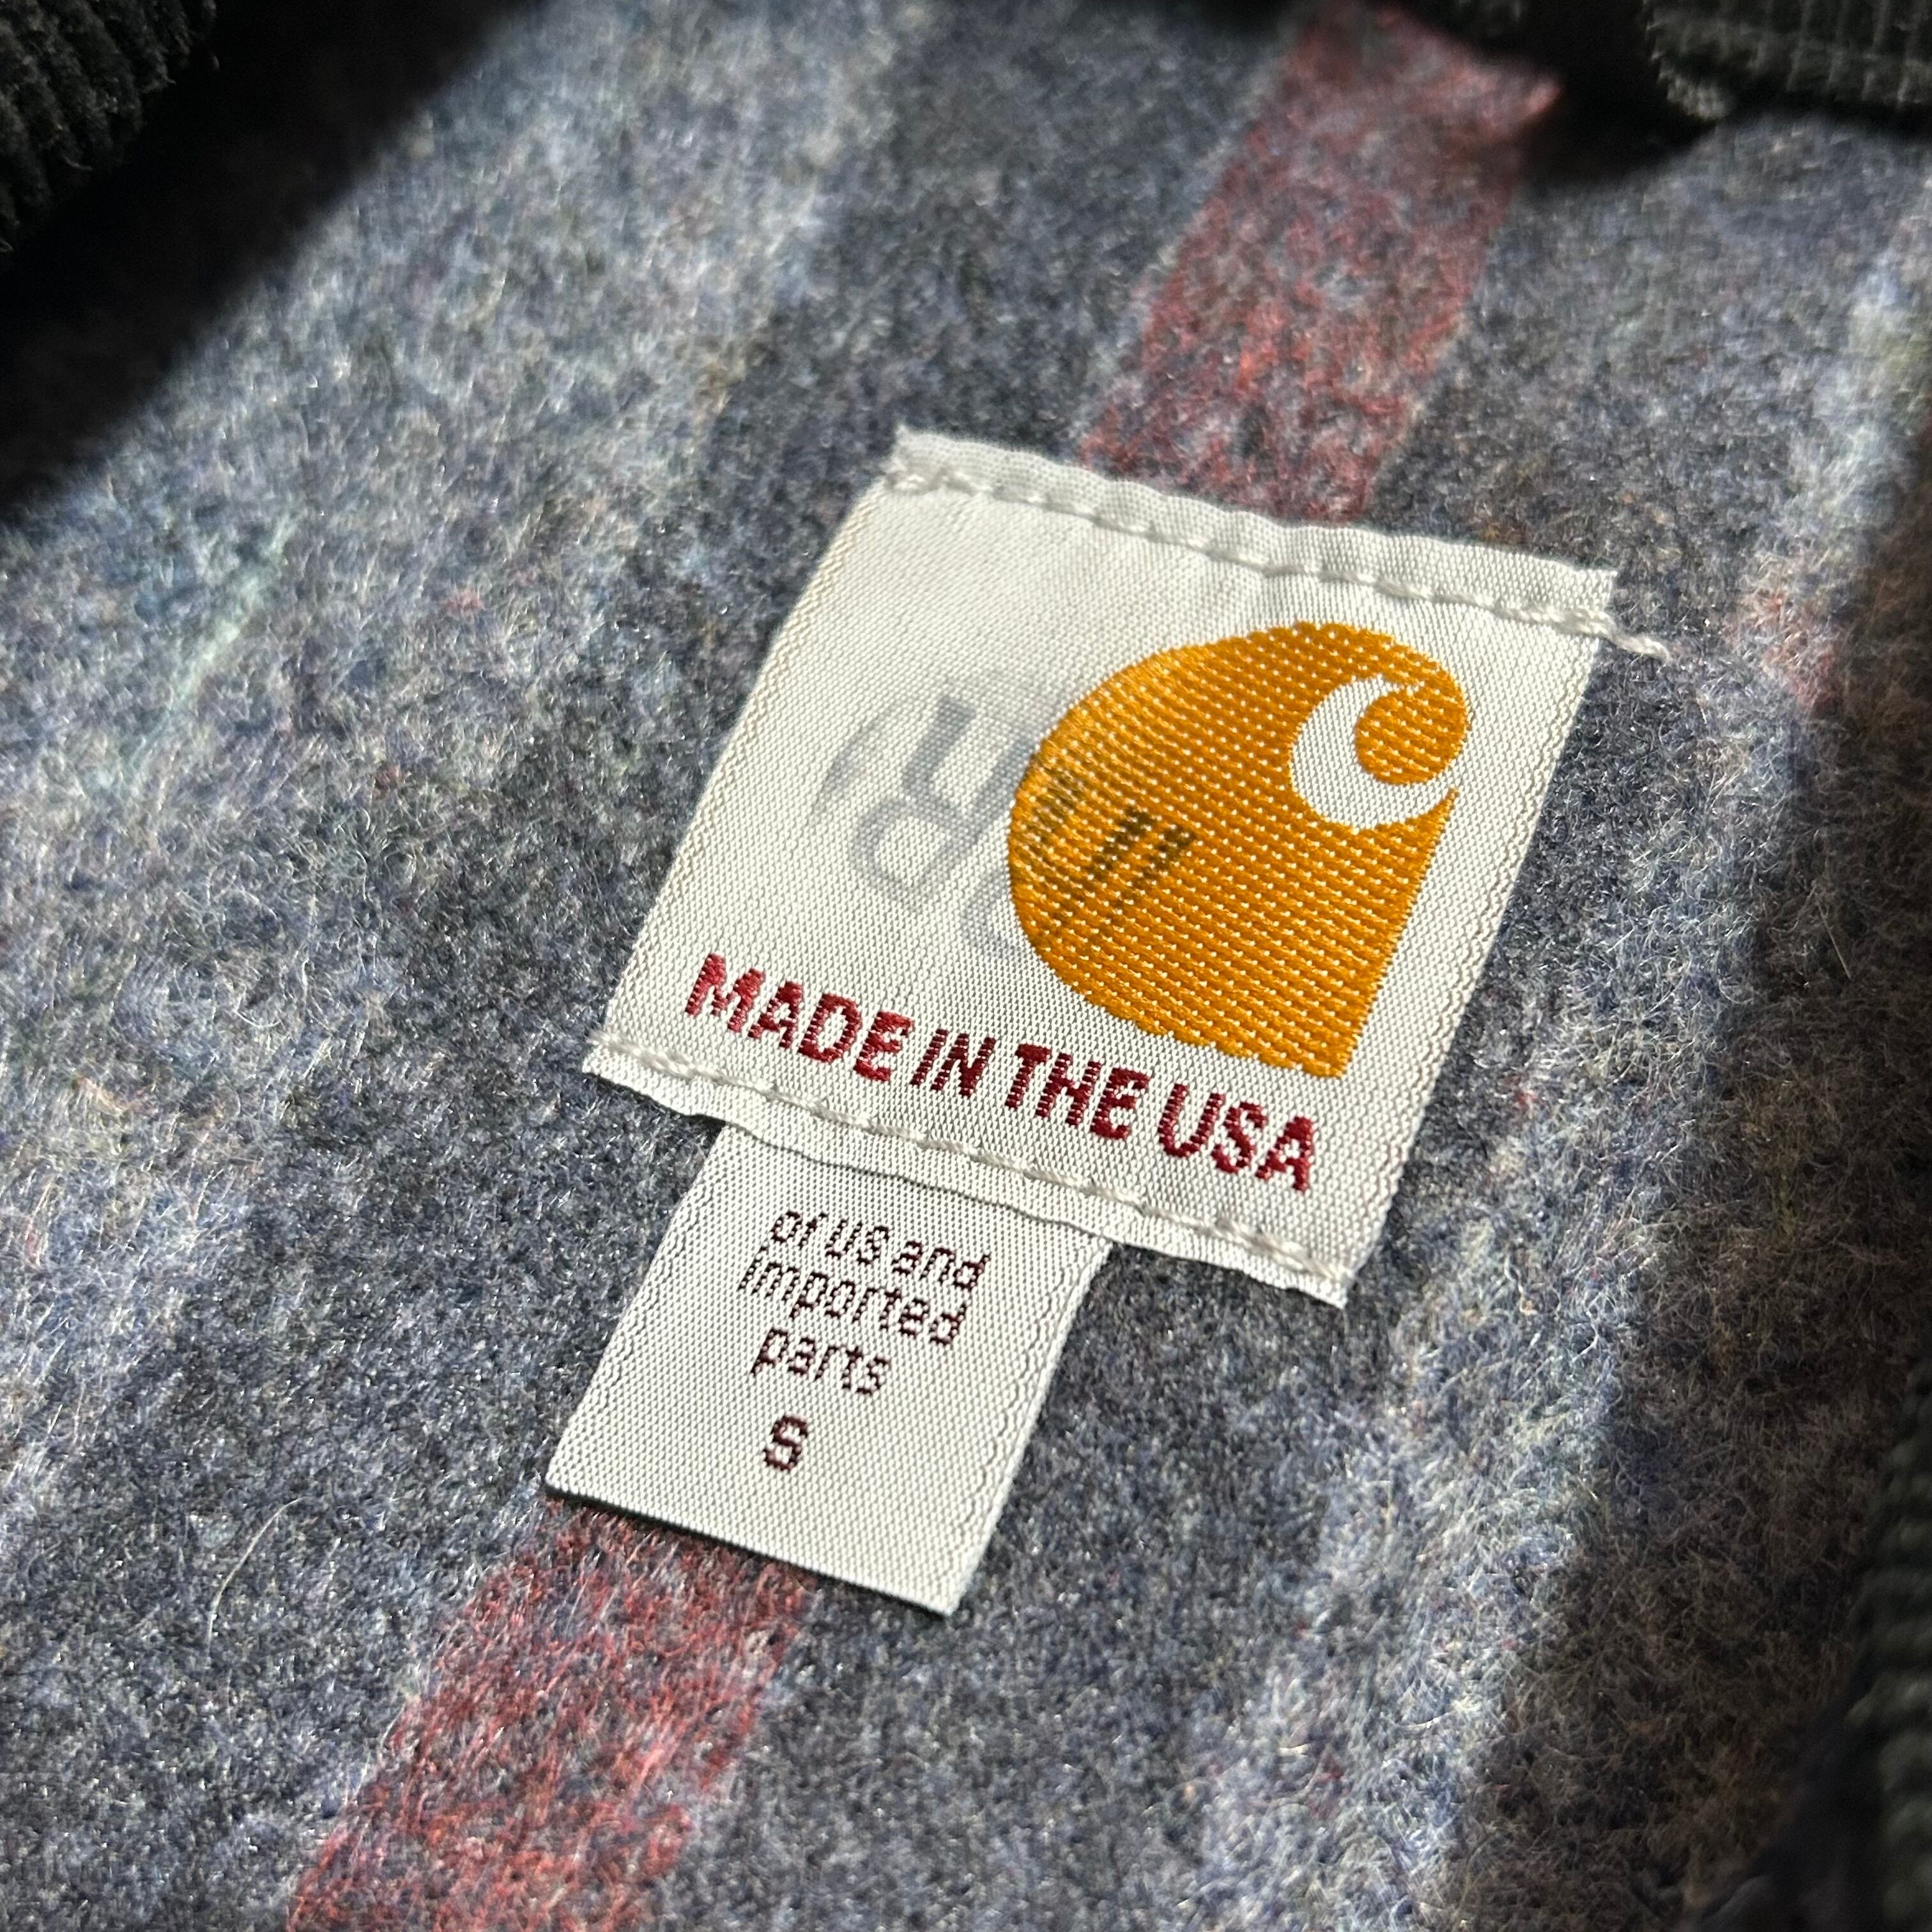 MADE IN THE USA
of US and
imported
parts
S